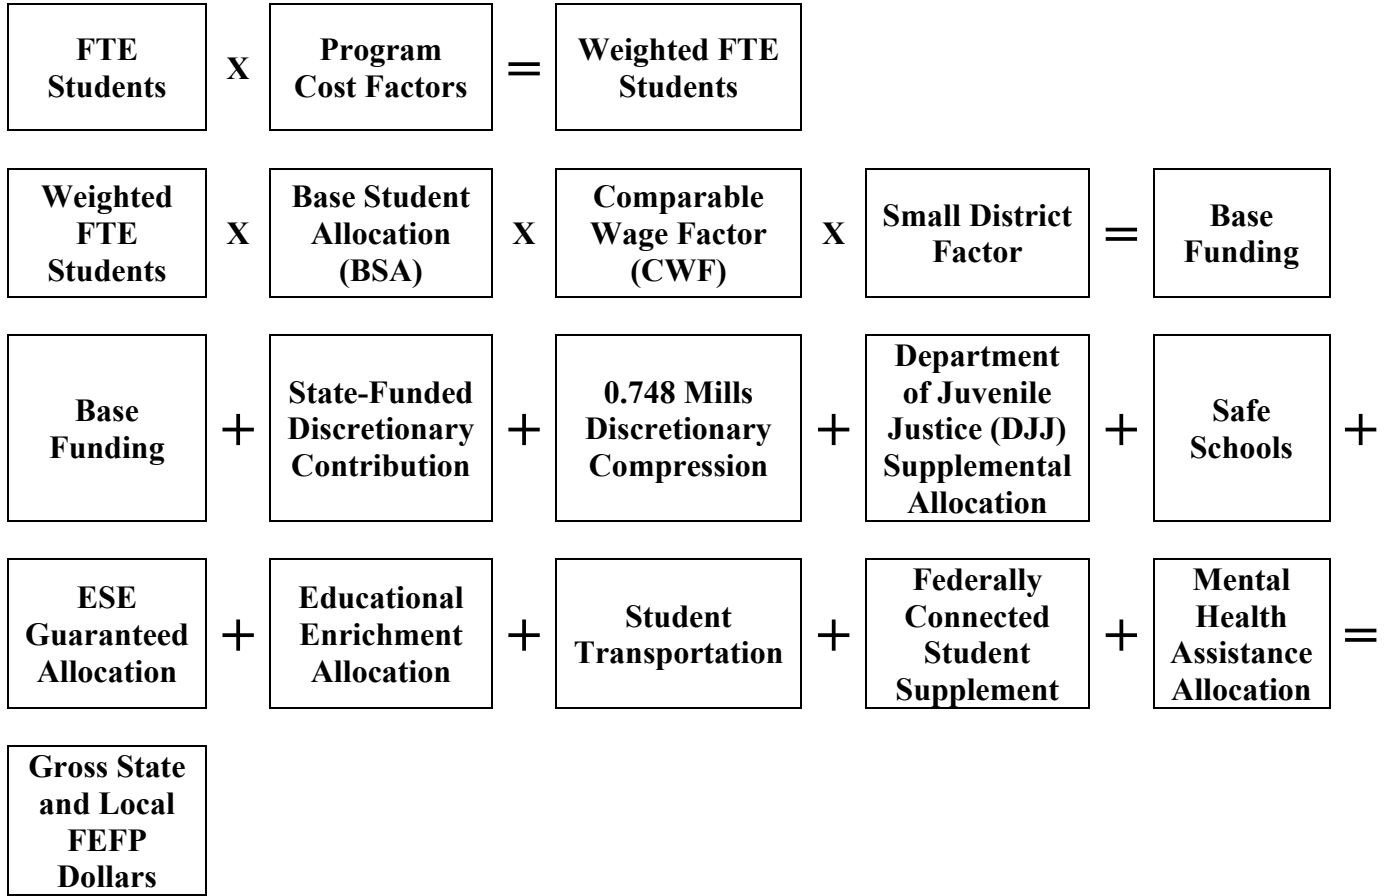 FTE
Students
X
Program
Cost Factors
=
Weighted FTE
Students
Weighted
FTE
Students
X
Base Student
Allocation
(BSA)
X
Comparable
Wage Factor
(CWF)
X
Small District
Factor
=
Base
Funding
Base
Funding
+
State-Funded
Discretionary
Contribution
+
0.748 Mills
Discretionary
Compression
+
Department
of Juvenile
Justice (DJJ)
Supplemental
Allocation
+
Safe
Schools
+
ESE
Guaranteed
Allocation
+
Educational
Enrichment
Allocation
+
Student
Transportation
+
Federally
Connected
Student
Supplement
+
Mental
Health
Assistance
Allocation
=
Gross State
and Local
FEFP
Dollars